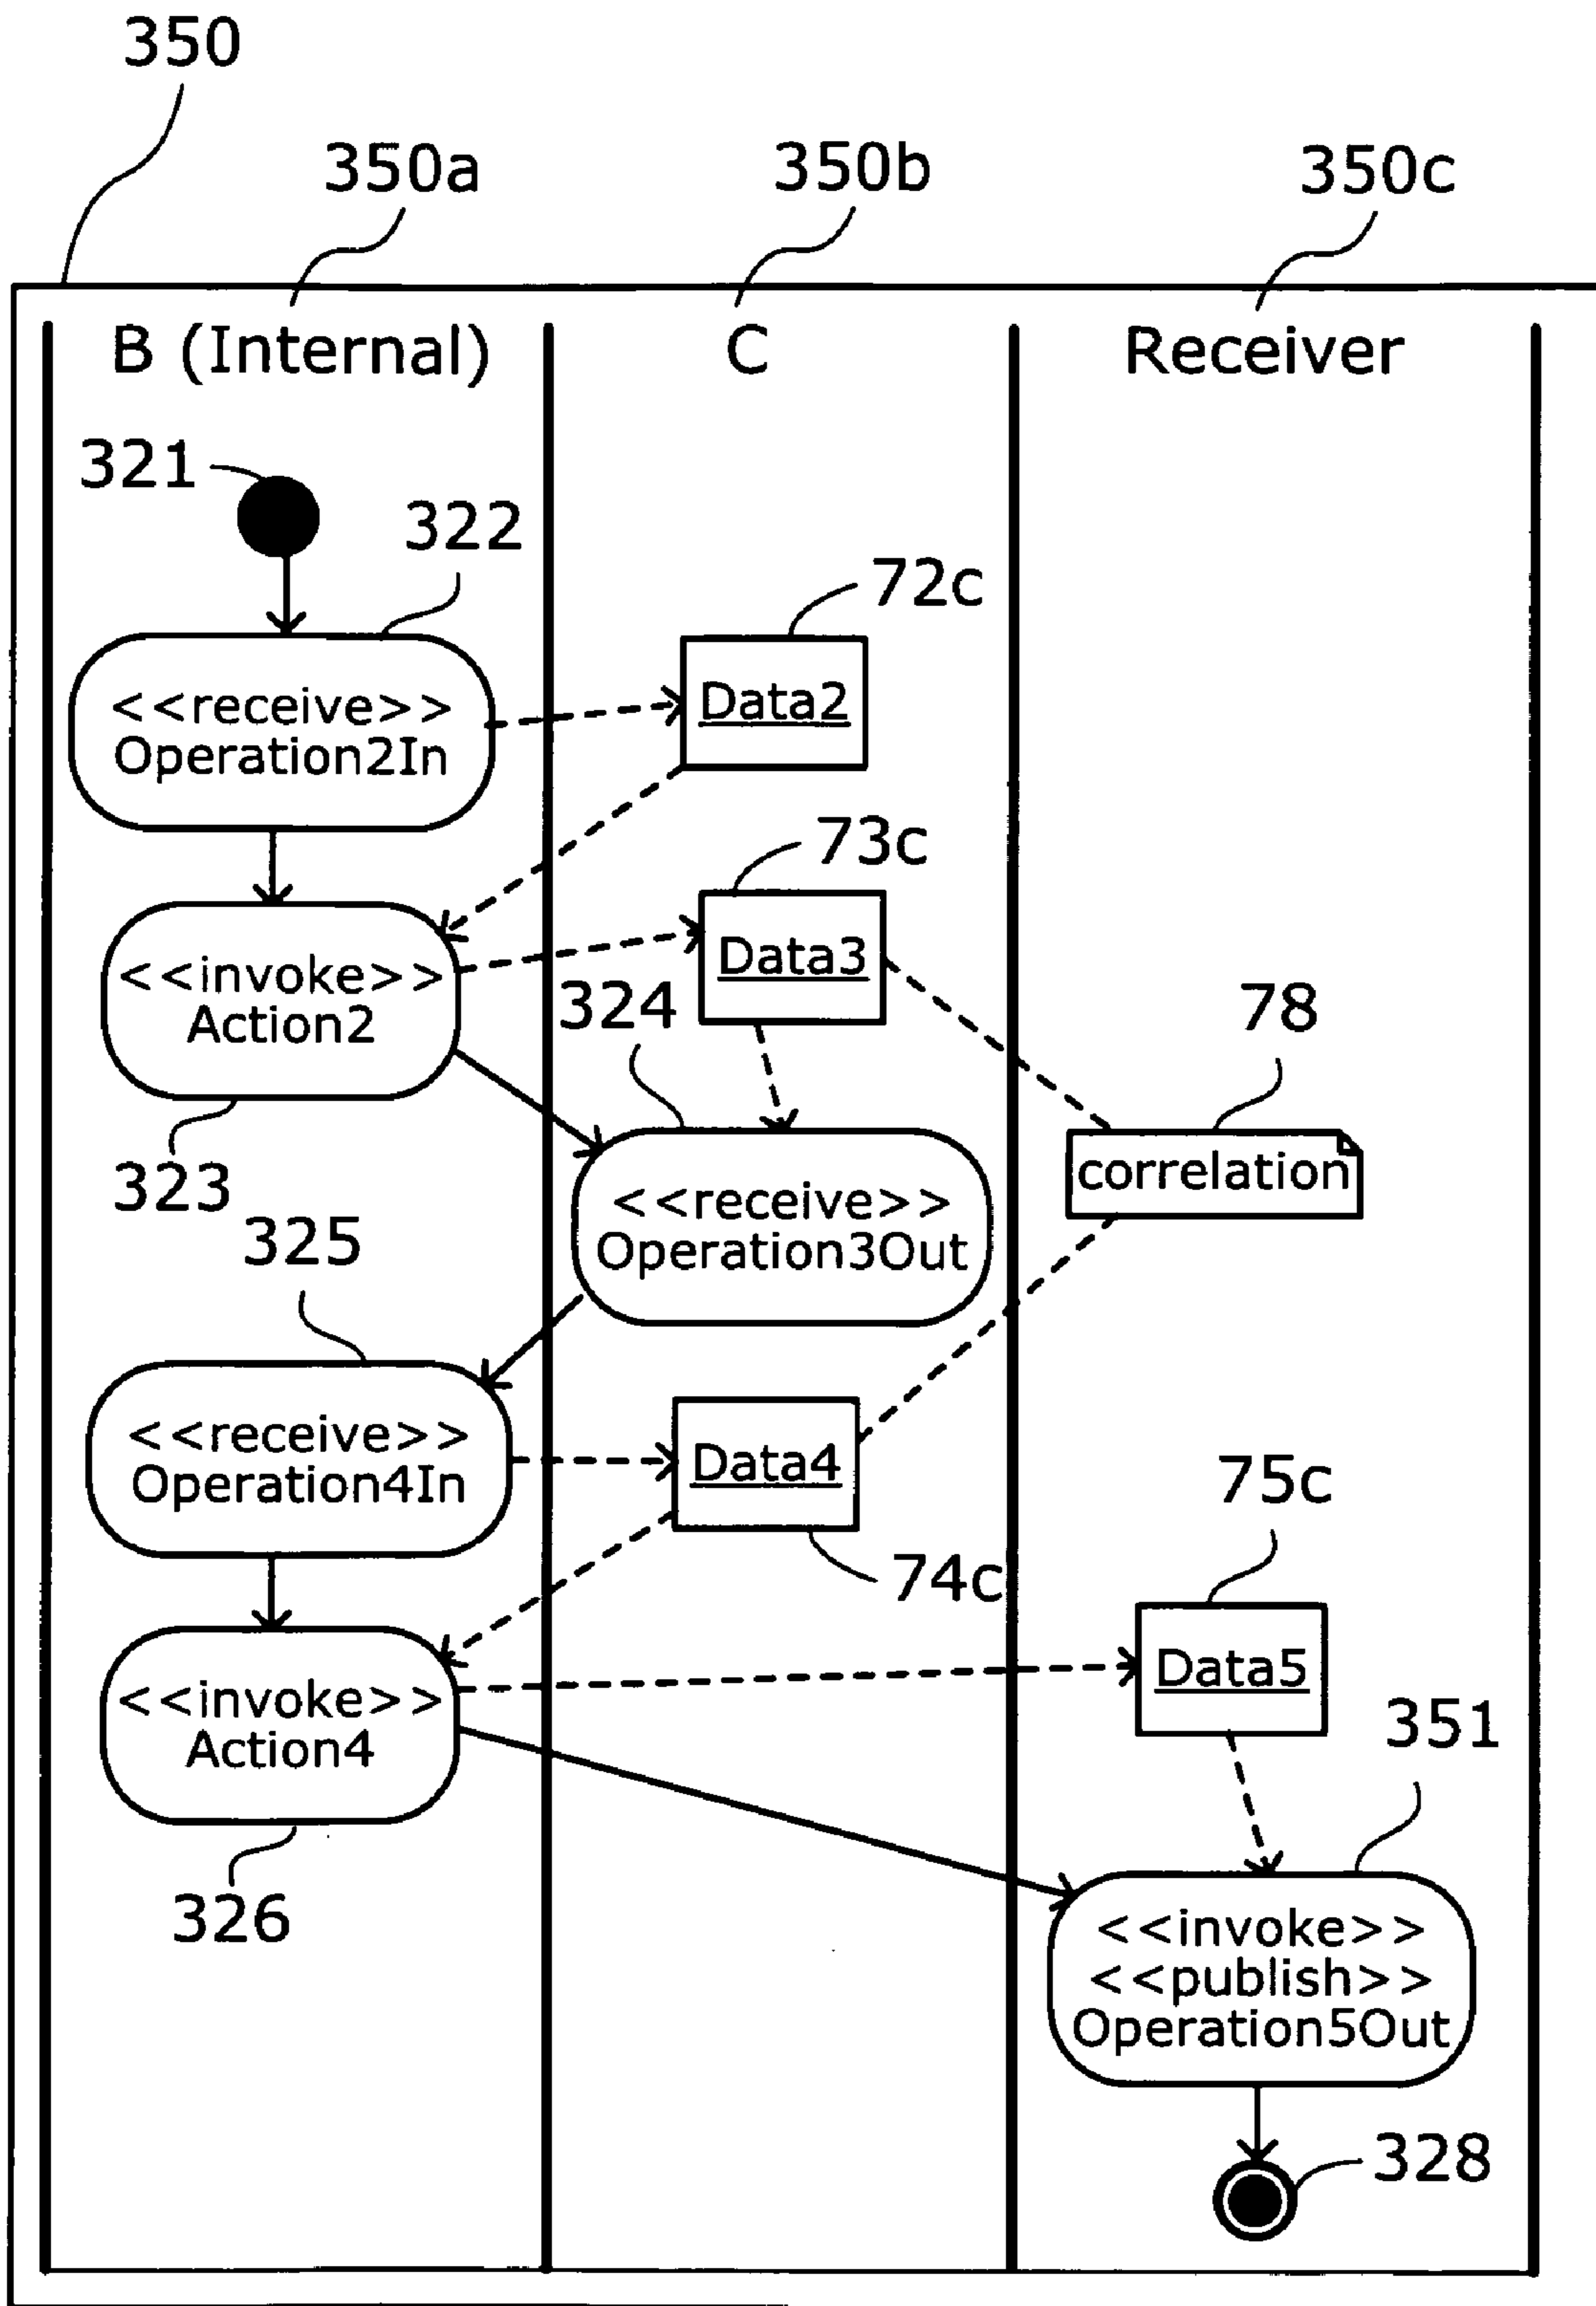 350
350a
350b
350c
B (Internal)
C
Receiver
321
322
72c
<<receive>>
Operation2In
Data2
73c
<<invoke>>
Action2
Data3
324
78
323
correlation
<<receive>>
Operation3Out
325
<<receive>>
Operation4In
Data4
75c
74c
<<invoke>>
Action4
Data5
351
326
<<invoke>>
<<publish>>
Operation5Out
328